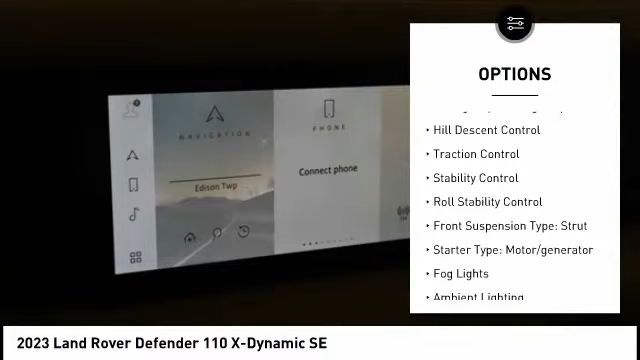 NAVIGATION
Edison Twp
PHONE
Connect phone
OPTIONS
‣ Hill Descent Control
‣ Traction Control
‣ Stability Control
‣ Roll Stability Control
‣ Front Suspension Type: Strut
‣ Starter Type: Motor/generator
‣ Fog Lights
‣ Ambient Lighting
2023 Land Rover Defender 110 X-Dynamic SE